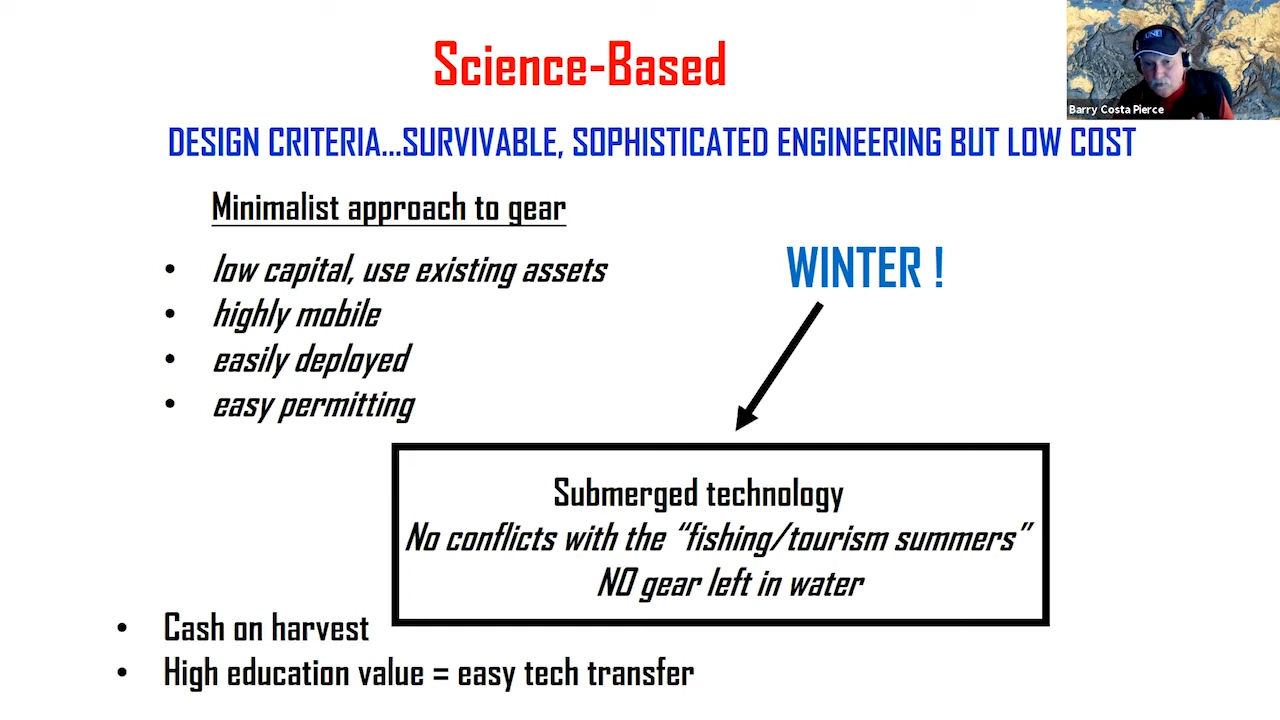 Science-Based
Barry Costa Pierce
DESIGN CRITERIA...SURVIVABLE, SOPHISTICATED ENGINEERING BUT LOW COST
Minimalist approach to gear
• low capital, use existing assets
• highly mobile
• easily deployed
• easy permitting
WINTER !
Submerged technology
No conflicts with the “fishing/tourism summers”
NO gear left in water
• Cash on harvest
• High education value = easy tech transfer